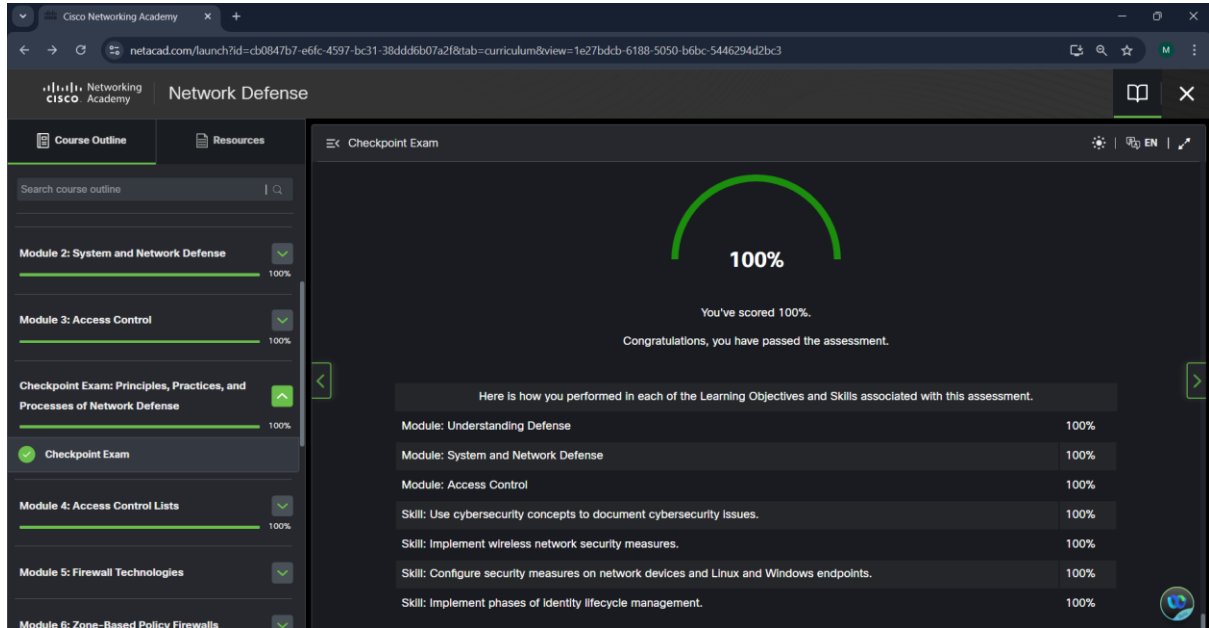 Cisco Networking Academy
netacad.com/launch?id=cb0847b7-e6fc-4597-bc31-38ddd6b07a2f&tab=curriculum&view=1e27bdcb-6188-5050-b6bc-5446294d2bc3
M
Networking
CISCO Academy
Network Defense
Course Outline
Resources
Search course outline
Module 2: System and Network Defense
100%
Module 3: Access Control
100%
Checkpoint Exam: Principles, Practices, and
Processes of Network Defense
100%
Checkpoint Exam
Module 4: Access Control Lists
100%
Module 5: Firewall Technologies
Module 6: Zone-Based Policy Firewalls
Checkpoint Exam
EN
100%
You've scored 100%.
Congratulations, you have passed the assessment.
Here is how you performed in each of the Learning Objectives and Skills associated with this assessment.
Module: Understanding Defense 100%
Module: System and Network Defense 100%
Module: Access Control 100%
Skill: Use cybersecurity concepts to document cybersecurity issues. 100%
Skill: Implement wireless network security measures. 100%
Skill: Configure security measures on network devices and Linux and Windows endpoints. 100%
Skill: Implement phases of identity lifecycle management. 100%